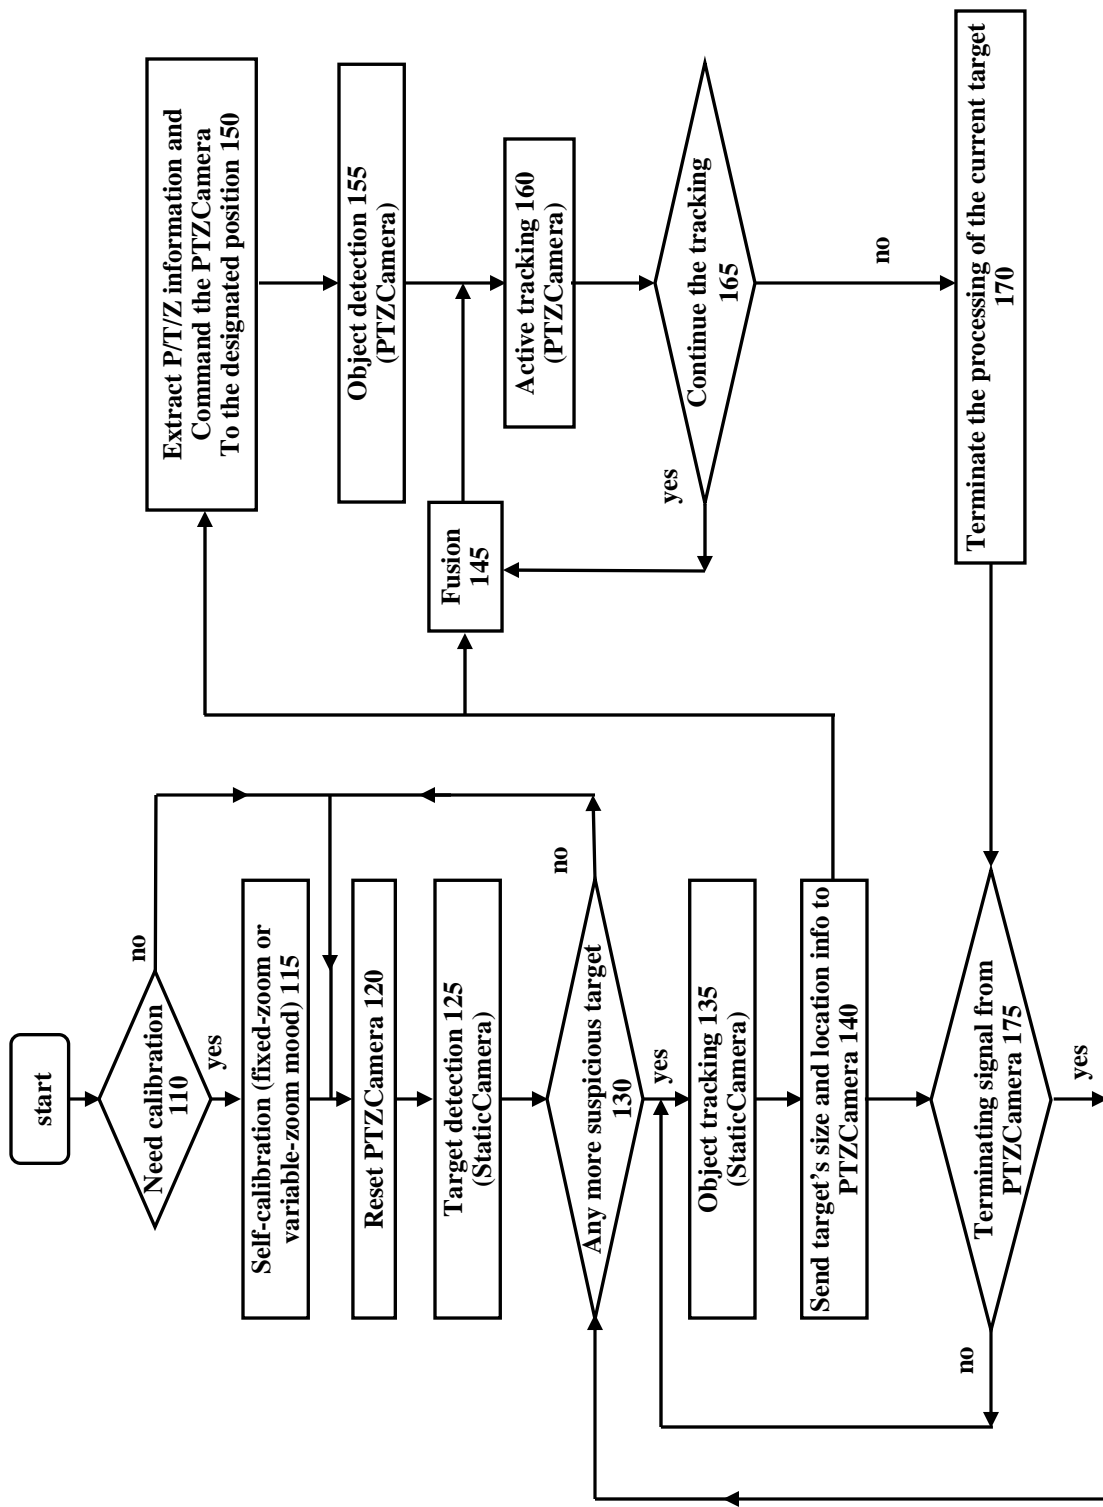 start
Need calibration
110
no
yes
Self-calibration (fixed-zoom or
variable-zoom mood) 115
Reset PTZCamera 120
Target detection 125
(StaticCamera)
Any more suspicious target
130
no
yes
Object tracking 135
(StaticCamera)
Send target's size and location info to
PTZCamera 140
Terminating signal from
PTZCamera 175
no
yes
Extract P/T/Z information and
Command the PTZCamera
To the designated position 150
Object detection 155
(PTZCamera)
Fusion
145
Active tracking 160
(PTZCamera)
Continue the tracking
165
yes
no
Terminate the processing of the current target
170